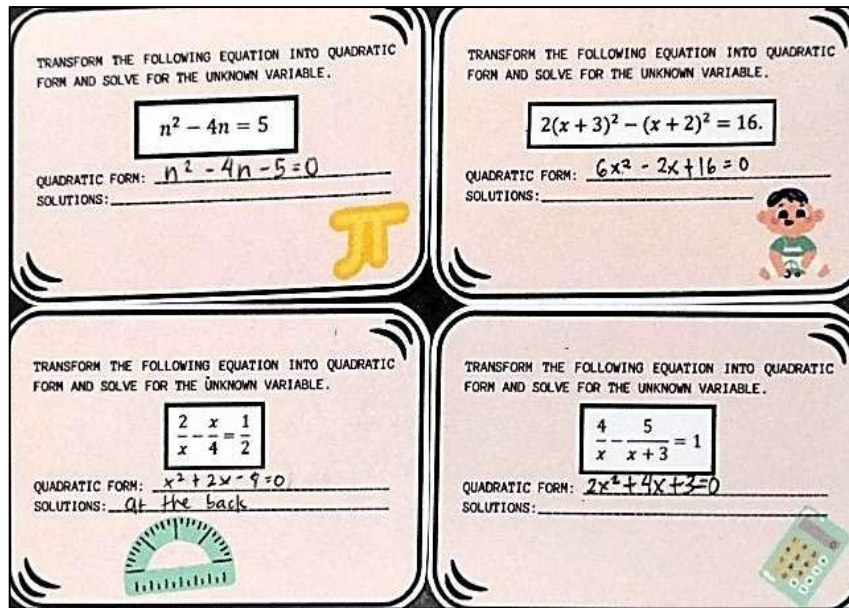 TRANSFORM THE FOLLOWING EQUATION INTO QUADRATIC
FORM AND SOLVE FOR THE UNKNOWN VARIABLE.
n² − 4n = 5
QUADRATIC FORM: n² - 4n - 5 = 0
SOLUTIONS:
TRANSFORM THE FOLLOWING EQUATION INTO QUADRATIC
FORM AND SOLVE FOR THE UNKNOWN VARIABLE.
2(x + 3)² − (x + 2)² = 16.
QUADRATIC FORM: 6x² - 2x + 16 = 0
SOLUTIONS:
TRANSFORM THE FOLLOWING EQUATION INTO QUADRATIC
FORM AND SOLVE FOR THE UNKNOWN VARIABLE.
2/x − x/4 = 1/2
QUADRATIC FORM: x² + 2x - 9 = 0
SOLUTIONS: at the back
TRANSFORM THE FOLLOWING EQUATION INTO QUADRATIC
FORM AND SOLVE FOR THE UNKNOWN VARIABLE.
4/x − 5/(x + 3) = 1
QUADRATIC FORM: 2x² + 4x + 3 = 0
SOLUTIONS: